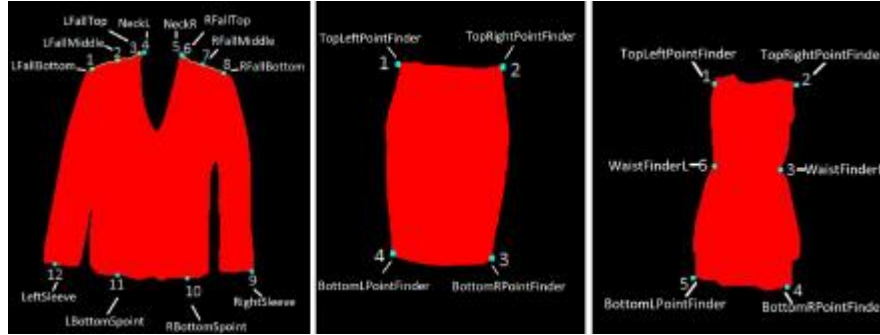 LFallTop NeckL NeckR RFallTop
LFallMiddle RFallMiddle
LFallBottom 1 2 3 4 5 6 7 8 RFallBottom
12 11 10 9
LeftSleeve RightSleeve
LBottomSpoint RBottomSpoint
TopLeftPointFinder TopRightPointFinder
1 2
4 3
BottomLPointFinder BottomRPointFinder
TopLeftPointFinder TopRightPointFinde
1 2
WaistFinderL 6 3 WaistFinder
5 4
BottomLPointFinder BottomRPointFinder